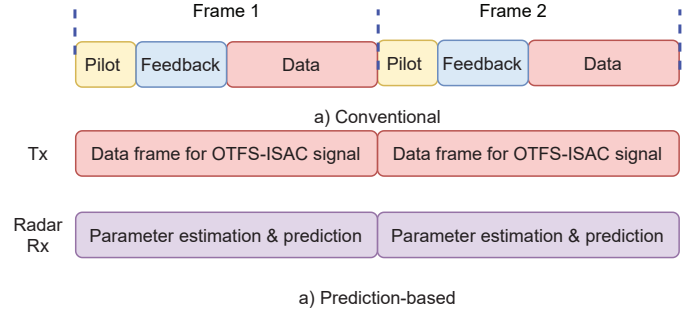 Frame 1 Frame 2
Pilot Feedback Data Pilot Feedback Data
a) Conventional
Tx Data frame for OTFS-ISAC signal Data frame for OTFS-ISAC signal
Radar Rx Parameter estimation & prediction Parameter estimation & prediction
a) Prediction-based